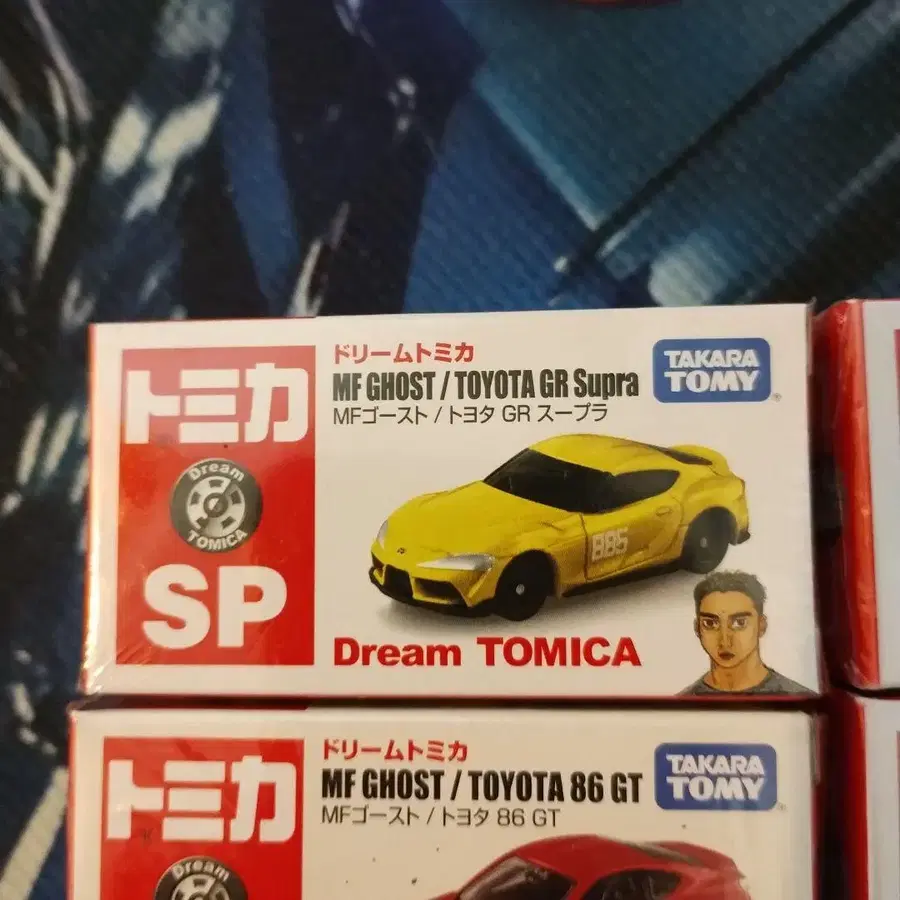 トミカ
Dream
TOMICA
SP
ドリームトミカ
MF GHOST / TOYOTA GR Supra
MFゴースト / トヨタ GR スープラ
TAKARA
TOMY
885
Dream TOMICA
トミカ
Dream
ドリームトミカ
MF GHOST / TOYOTA 86 GT
MFゴースト / トヨタ 86 GT
TAKARA
TOMY